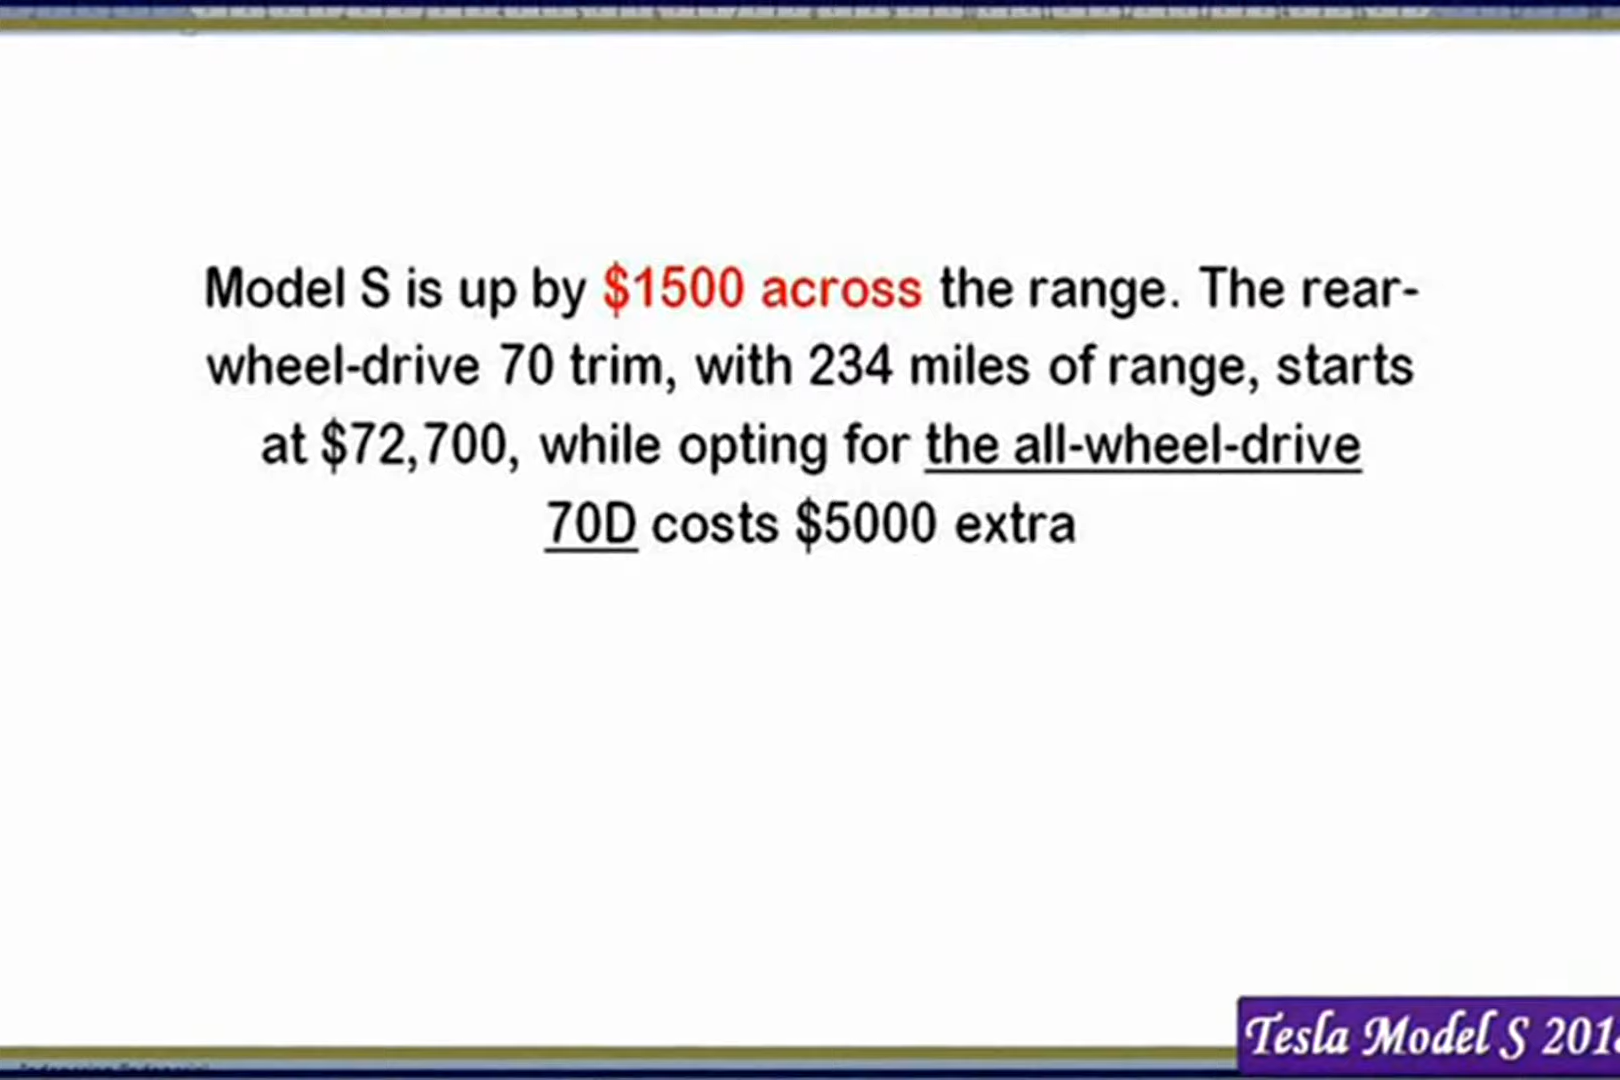 Model S is up by $1500 across the range. The rear-
wheel-drive 70 trim, with 234 miles of range, starts
at $72,700, while opting for the all-wheel-drive
70D costs $5000 extra
Tesla Model S